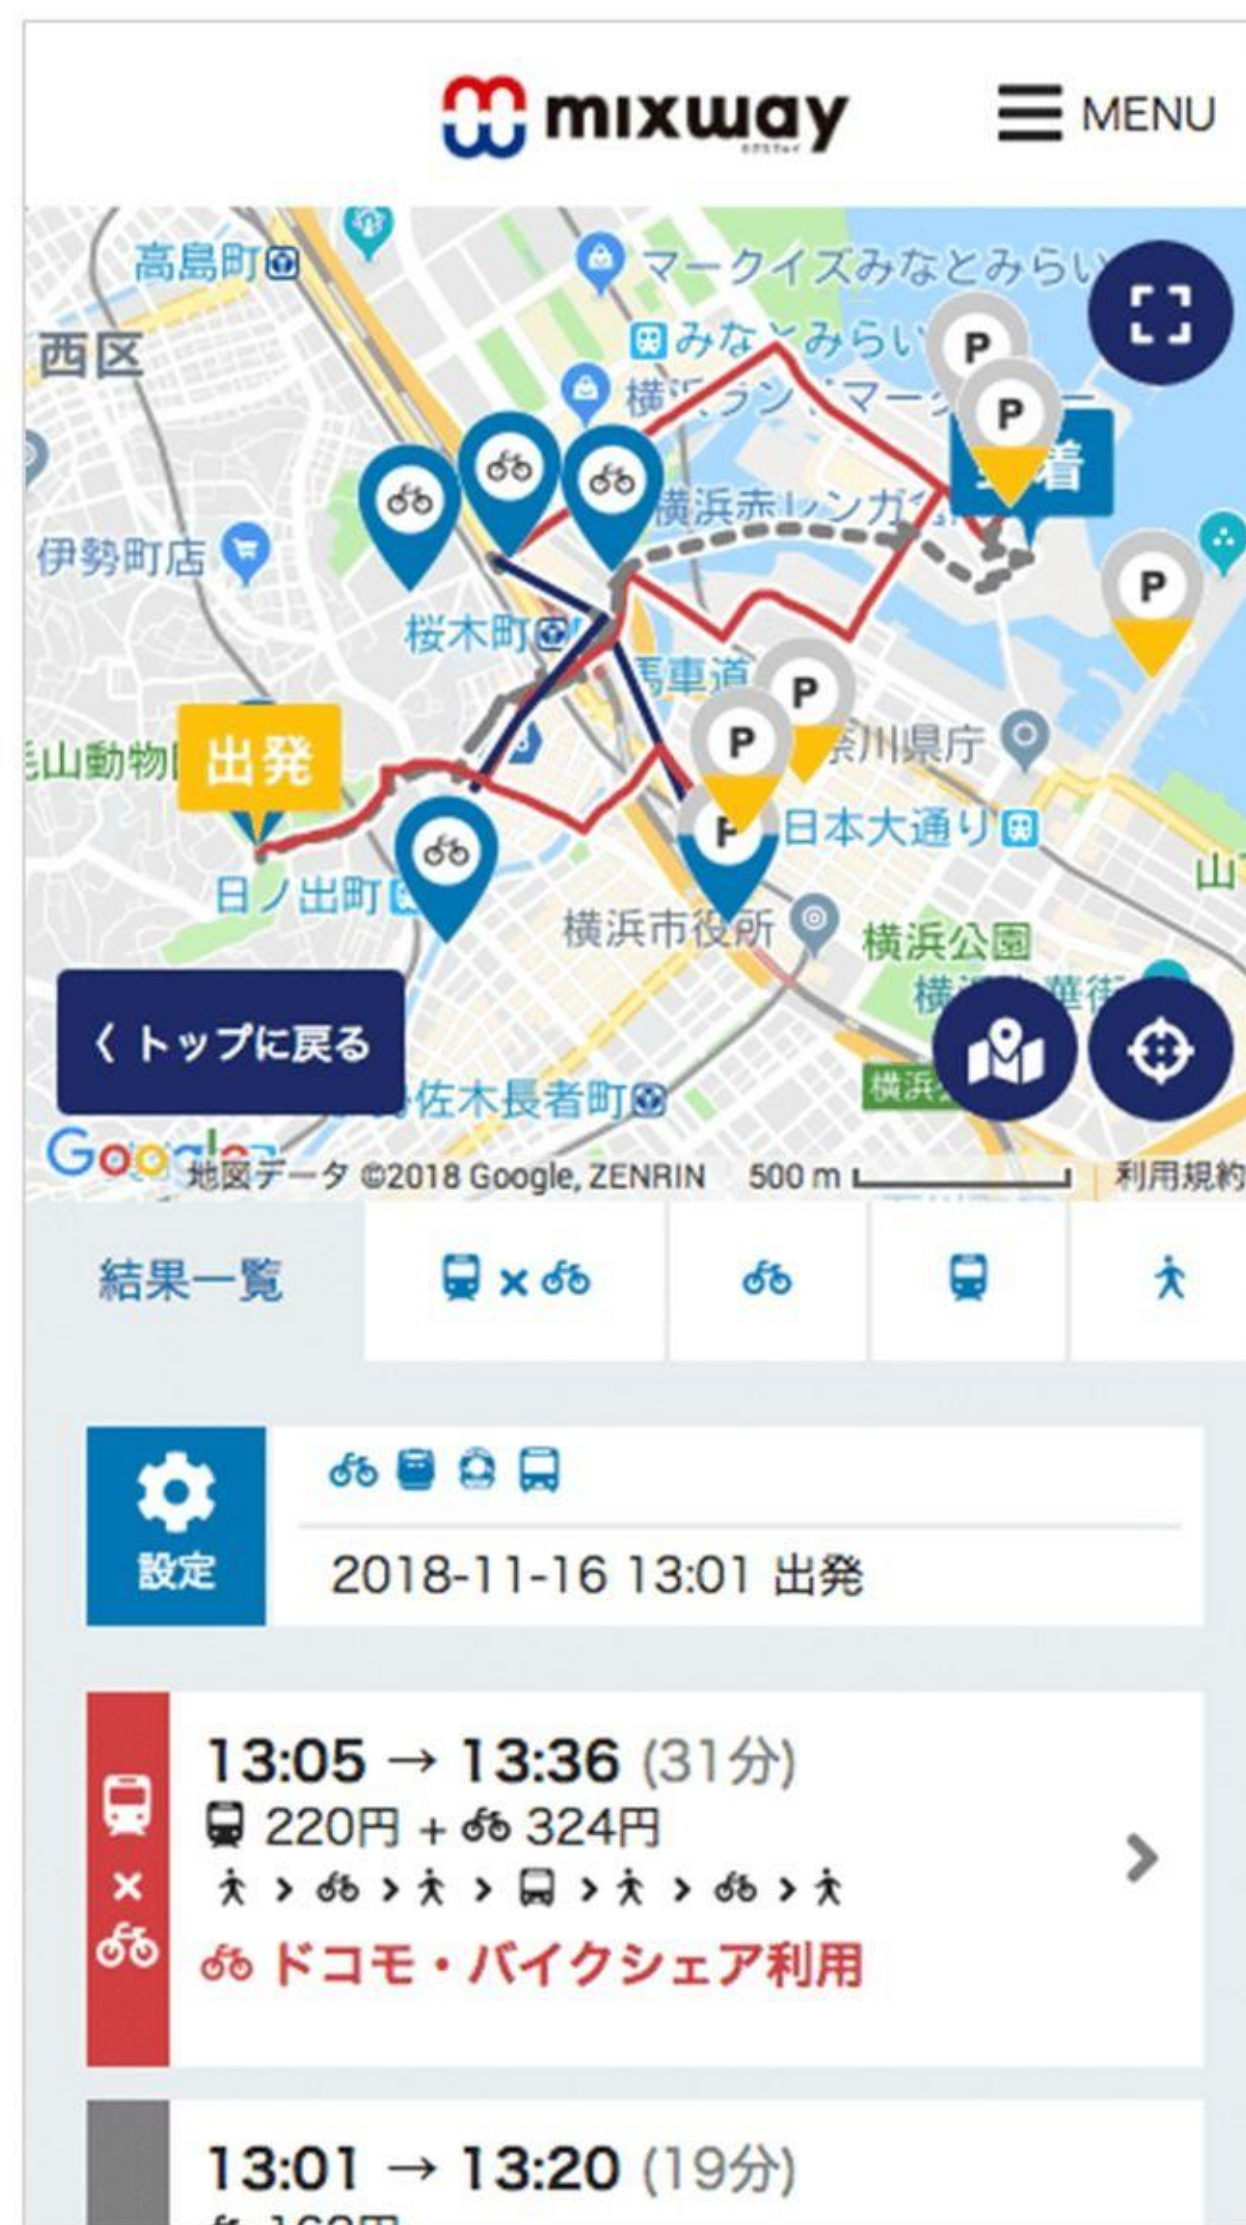 mixway
MENU
高島町
マークイズみなとみらい
西区
みなとみらい
P
P
着
横浜赤レンガ
伊勢町店
P
桜木町
馬車道
P
P
出発
県庁
P
日本大通り
日ノ出町
横浜市役所
横浜公園
く トップに戻る
佐木長者町
横浜
Google
地図データ ©2018 Google, ZENRIN
500 m
利用規約
結果一覧
×
設定
2018-11-16 13:01 出発
13:05 → 13:36 (31分)
220円 + 324円
> > > > > >
×
ドコモ・バイクシェア利用
13:01 → 13:20 (19分)